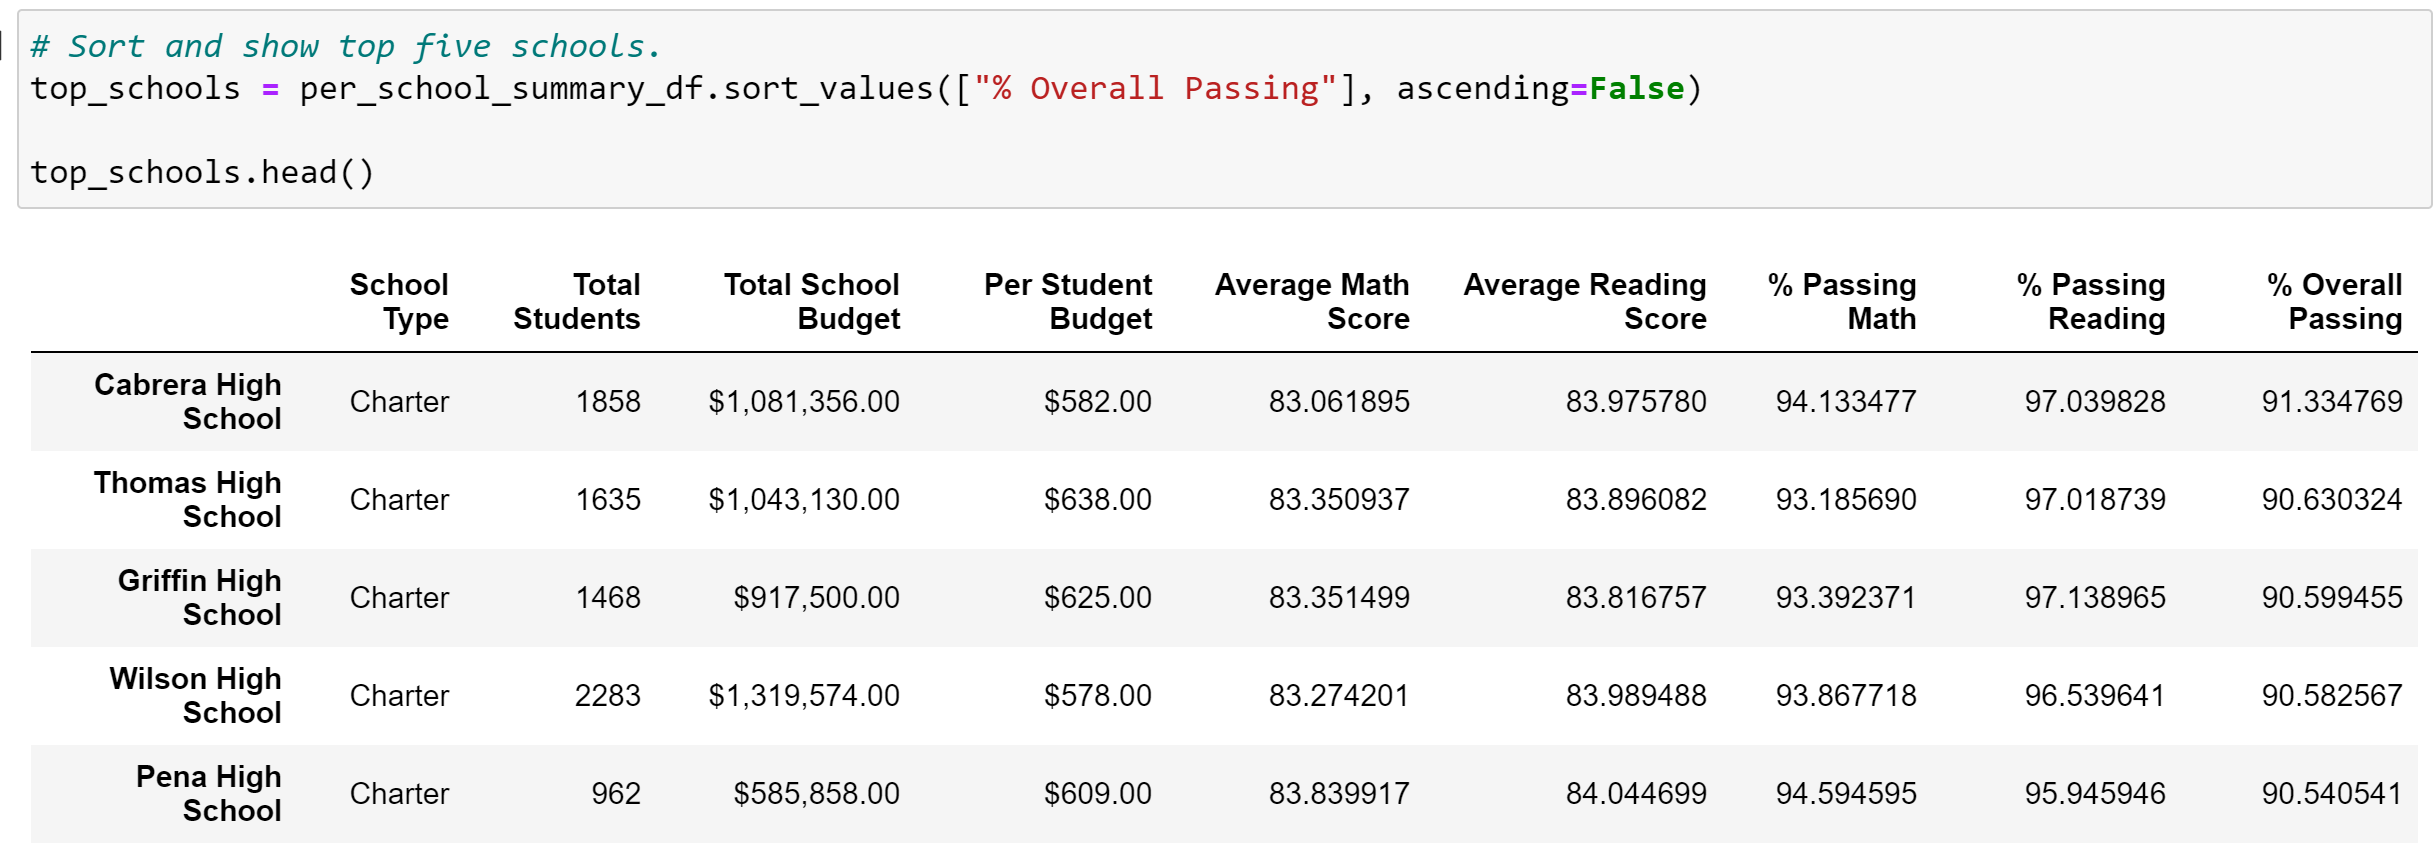 # Sort and show top five schools.
top_schools = per_school_summary_df.sort_values(["% Overall Passing"], ascending=False)
top_schools.head()
School Type Total Students Total School Budget Per Student Budget Average Math Score Average Reading Score % Passing Math % Passing Reading % Overall Passing
Cabrera High School Charter 1858 $1,081,356.00 $582.00 83.061895 83.975780 94.133477 97.039828 91.334769
Thomas High School Charter 1635 $1,043,130.00 $638.00 83.350937 83.896082 93.185690 97.018739 90.630324
Griffin High School Charter 1468 $917,500.00 $625.00 83.351499 83.816757 93.392371 97.138965 90.599455
Wilson High School Charter 2283 $1,319,574.00 $578.00 83.274201 83.989488 93.867718 96.539641 90.582567
Pena High School Charter 962 $585,858.00 $609.00 83.839917 84.044699 94.594595 95.945946 90.540541